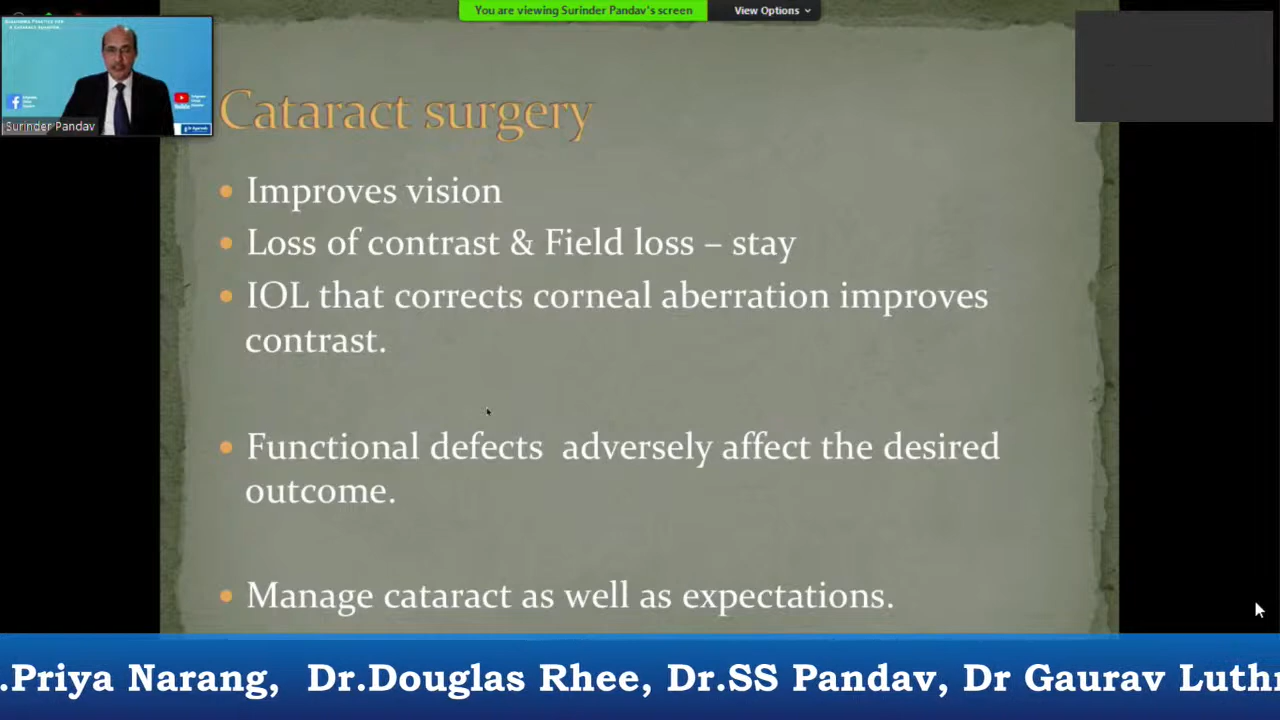 You are viewing Surinder Pandav's screen
View Options
Surinder Pandav
Cataract surgery
• Improves vision
• Loss of contrast & Field loss – stay
• IOL that corrects corneal aberration improves
contrast.
• Functional defects adversely affect the desired
outcome.
• Manage cataract as well as expectations.
.Priya Narang, Dr.Douglas Rhee, Dr.SS Pandav, Dr Gaurav Luthr